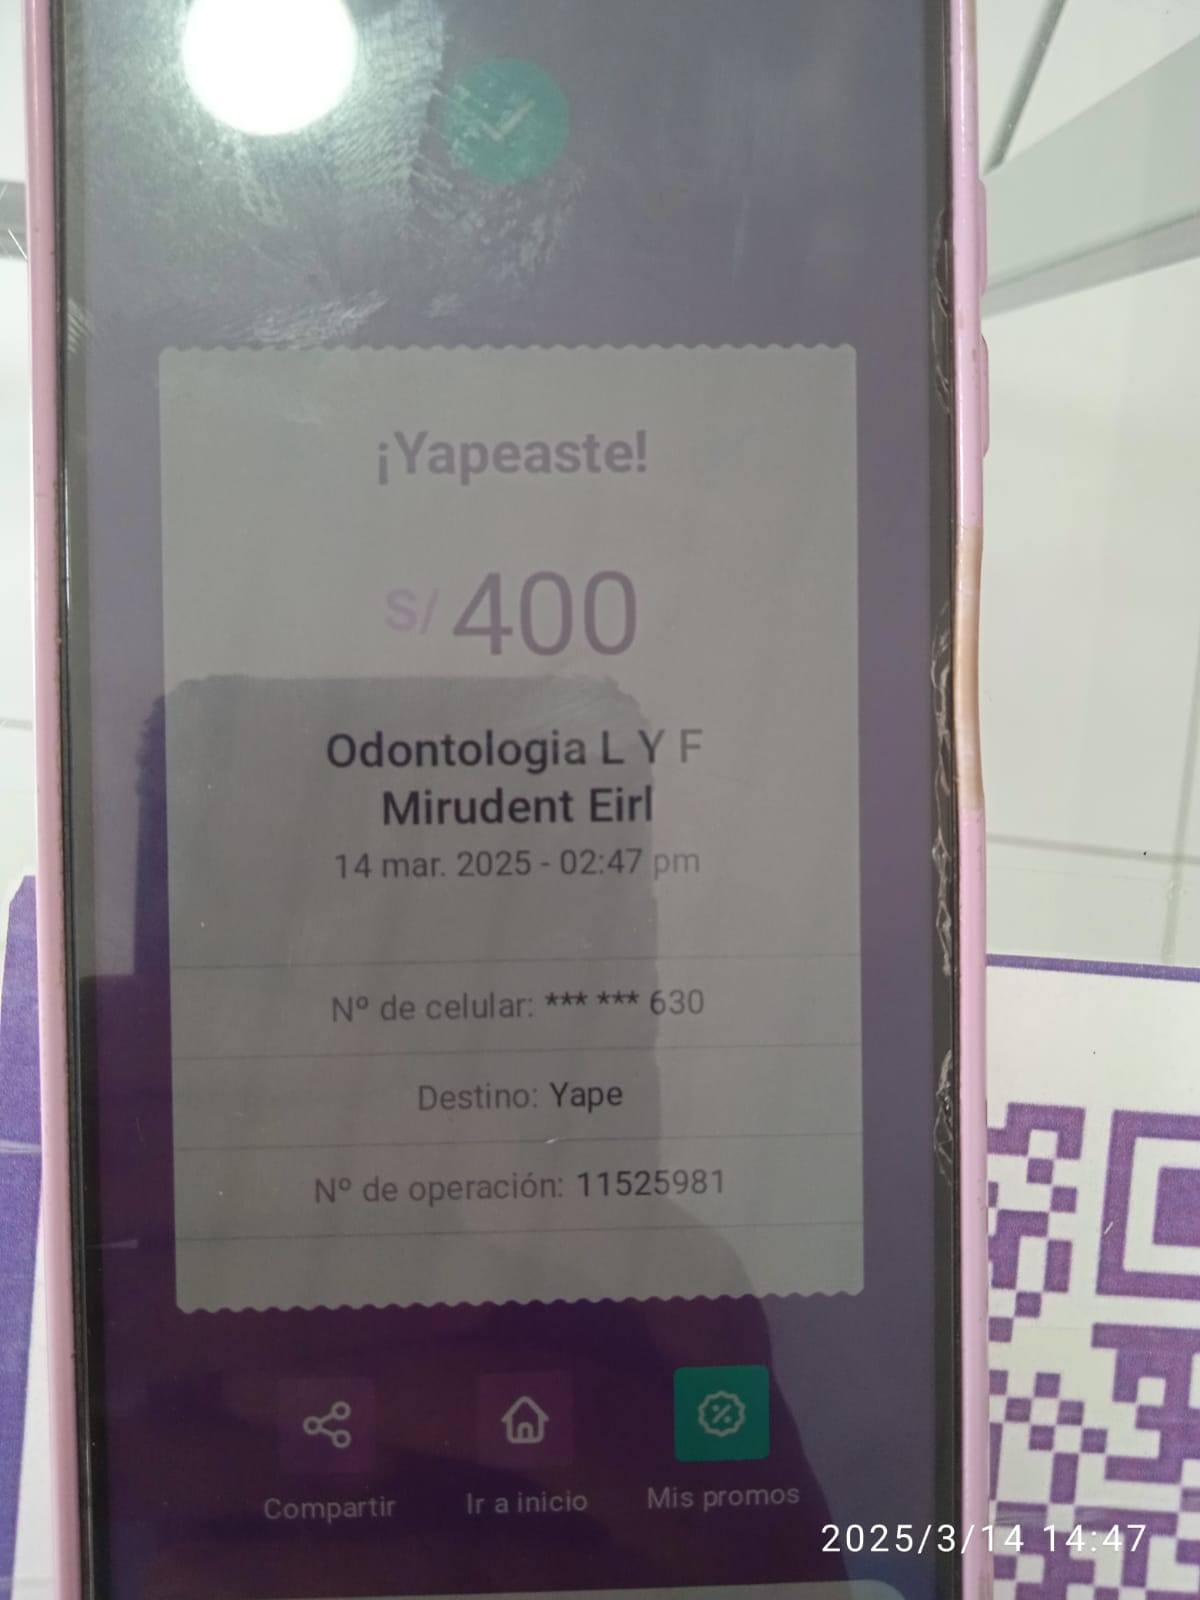 ¡Yapeaste!
S/ 400
Odontologia L Y F
Mirudent Eirl
14 mar. 2025 - 02:47 pm
Nº de celular: *** *** 630
Destino: Yape
Nº de operación: 11525981
Compartir
Ir a inicio
Mis promos
2025/3/14 14:47